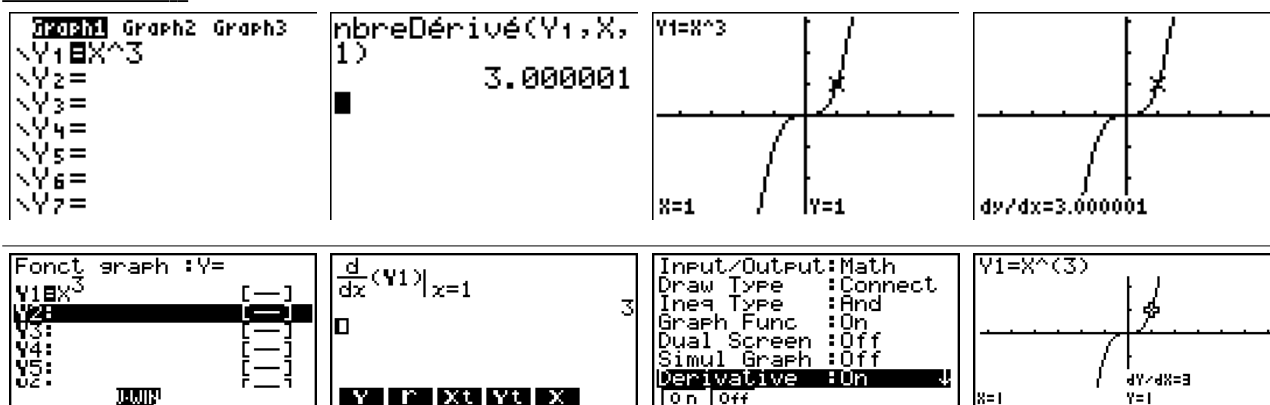 Graph1 Graph2 Graph3
\Y1=X^3
\Y2=
\Y3=
\Y4=
\Y5=
\Y6=
\Y7=
nbreDérivé(Y1,X,
1)
3.000001
Y1=X^3
X=1 Y=1
dy/dx=3.000001
Fonct graph :Y=
Y1=X³ [—]
Y2: [—]
Y3: [—]
Y4: [—]
Y5: [—]
V-WIN
d/dx(Y1)|x=1
3
Y r Xt Yt X
Input/Output:Math
Draw Type :Connect
Ineq Type :And
Graph Func :On
Dual Screen :Off
Simul Graph :Off
Derivative :On ↓
On Off
Y1=X^(3)
dY/dX=3
X=1 Y=1